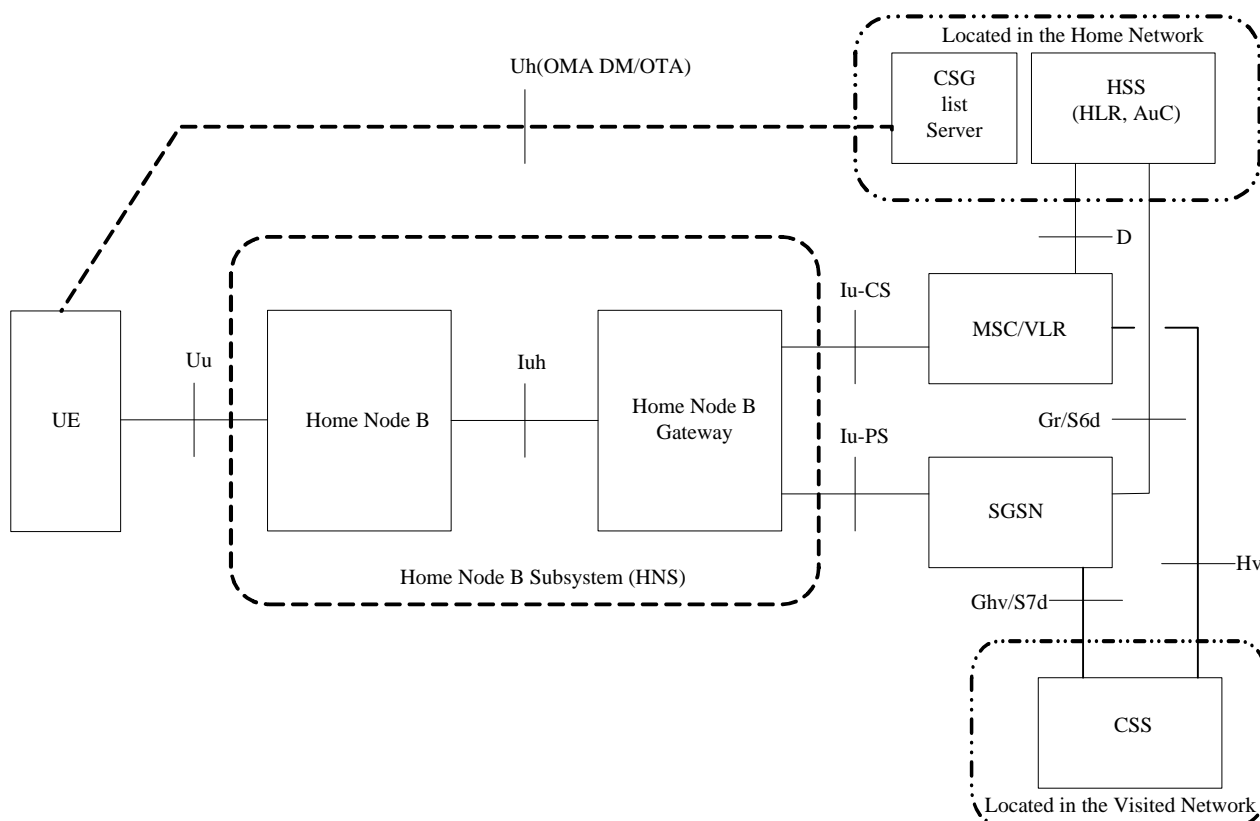 Located in the Home Network
Uh(OMA DM/OTA)
CSG
list
Server
HSS
(HLR, AuC)
D
Iu-CS
MSC/VLR
Uu
Iuh
UE
Home Node B
Home Node B
Gateway
Gr/S6d
Iu-PS
SGSN
Home Node B Subsystem (HNS)
Hv
Ghv/S7d
CSS
Located in the Visited Network